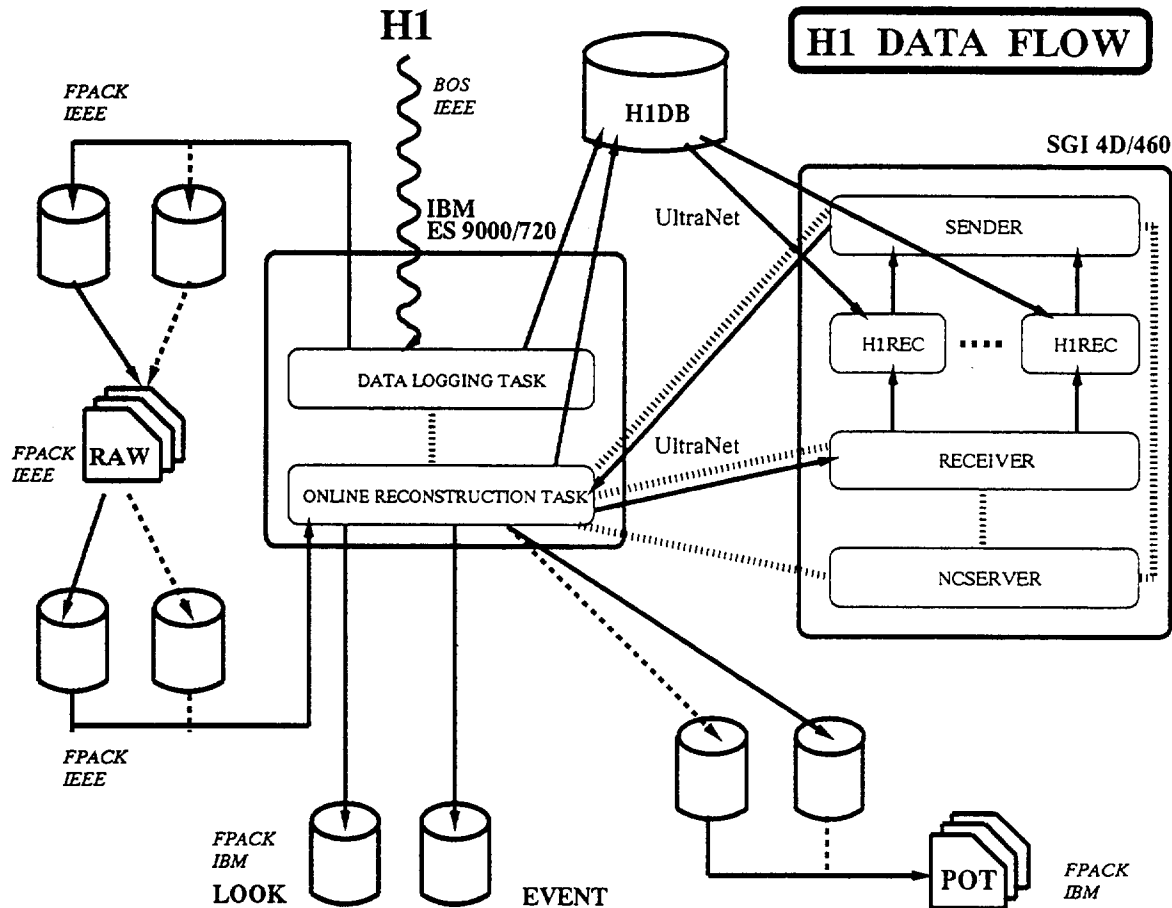 H1
H1 DATA FLOW
FPACK
IEEE
BOS
IEEE
H1DB
SGI 4D/460
IBM
ES 9000/720
UltraNet
SENDER
H1REC
H1REC
DATA LOGGING TASK
FPACK
IEEE
RAW
UltraNet
RECEIVER
ONLINE RECONSTRUCTION TASK
NCSERVER
FPACK
IEEE
FPACK
IBM
LOOK
EVENT
POT
FPACK
IBM